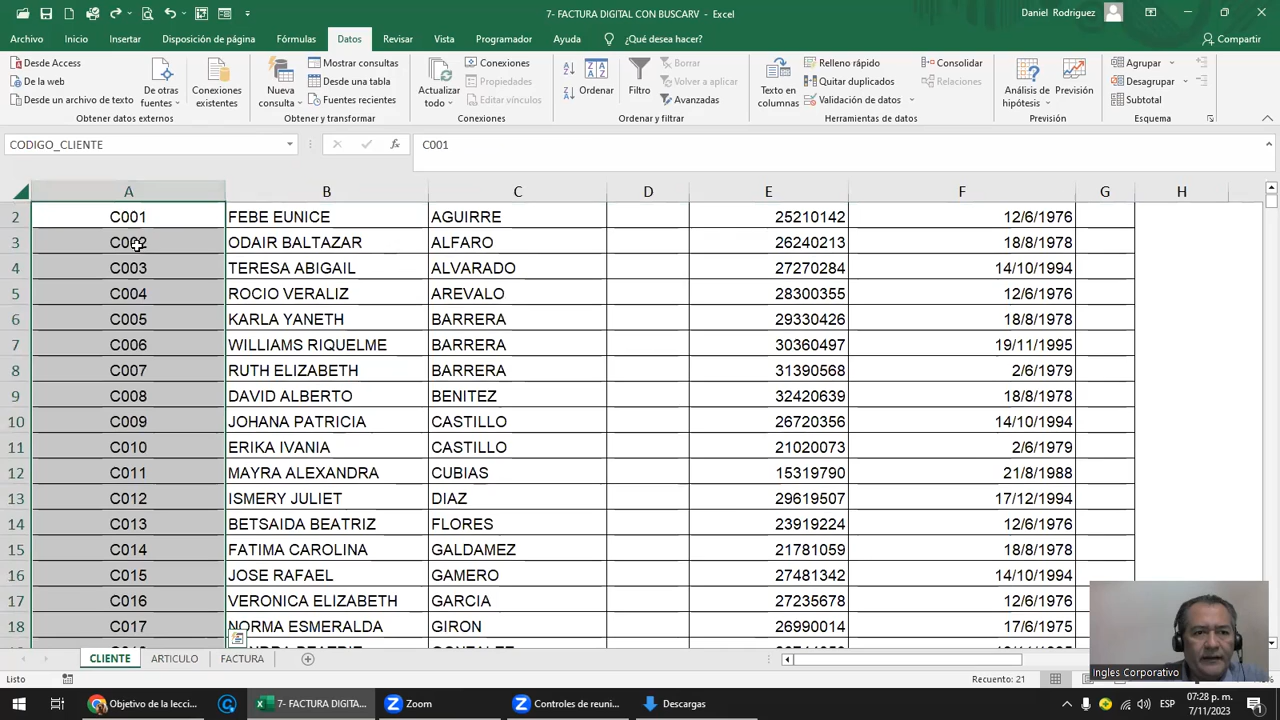 7- FACTURA DIGITAL CON BUSCARV - Excel
Daniel Rodriguez
Archivo Inicio Insertar Disposición de página Fórmulas Datos Revisar Vista Programador Ayuda ¿Qué desea hacer? Compartir
Desde Access
De la web
Desde un archivo de texto
De otras fuentes
Conexiones existentes
Obtener datos externos
Nueva consulta
Mostrar consultas
Desde una tabla
Fuentes recientes
Obtener y transformar
Actualizar todo
Conexiones
Propiedades
Editar vínculos
Conexiones
Ordenar
Filtro
Borrar
Volver a aplicar
Avanzadas
Ordenar y filtrar
Texto en columnas
Relleno rápido
Quitar duplicados
Validación de datos
Consolidar
Relaciones
Herramientas de datos
Análisis de hipótesis
Previsión
Previsión
Agrupar
Desagrupar
Subtotal
Esquema
CODIGO_CLIENTE C001
A B C D E F G H
2 C001 FEBE EUNICE AGUIRRE 25210142 12/6/1976
3 C002 ODAIR BALTAZAR ALFARO 26240213 18/8/1978
4 C003 TERESA ABIGAIL ALVARADO 27270284 14/10/1994
5 C004 ROCIO VERALIZ AREVALO 28300355 12/6/1976
6 C005 KARLA YANETH BARRERA 29330426 18/8/1978
7 C006 WILLIAMS RIQUELME BARRERA 30360497 19/11/1995
8 C007 RUTH ELIZABETH BARRERA 31390568 2/6/1979
9 C008 DAVID ALBERTO BENITEZ 32420639 18/8/1978
10 C009 JOHANA PATRICIA CASTILLO 26720356 14/10/1994
11 C010 ERIKA IVANIA CASTILLO 21020073 2/6/1979
12 C011 MAYRA ALEXANDRA CUBIAS 15319790 21/8/1988
13 C012 ISMERY JULIET DIAZ 29619507 17/12/1994
14 C013 BETSAIDA BEATRIZ FLORES 23919224 12/6/1976
15 C014 FATIMA CAROLINA GALDAMEZ 21781059 18/8/1978
16 C015 JOSE RAFAEL GAMERO 27481342 14/10/1994
17 C016 VERONICA ELIZABETH GARCIA 27235678 12/6/1976
18 C017 NORMA ESMERALDA GIRON 26990014 17/6/1975
Ingles Corporativo
CLIENTE ARTICULO FACTURA
Listo Recuento: 21
Objetivo de la lecci... 7- FACTURA DIGITA... Zoom Controles de reuni... Descargas ESP 07:28 p. m.
7/11/2023